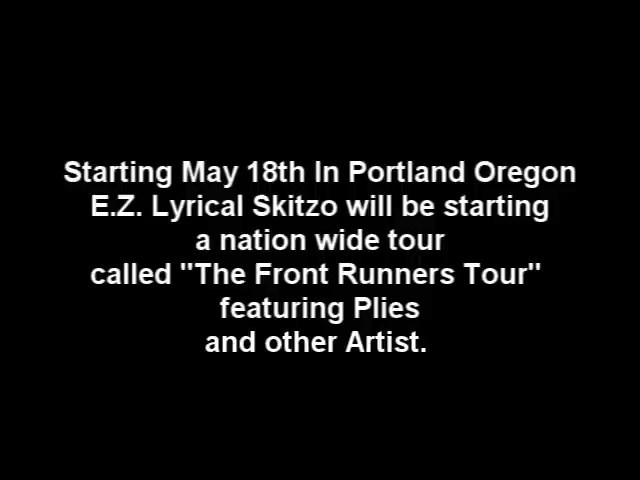 Starting May 18th In Portland Oregon
E.Z. Lyrical Skitzo will be starting
a nation wide tour
called "The Front Runners Tour"
featuring Plies
and other Artist.